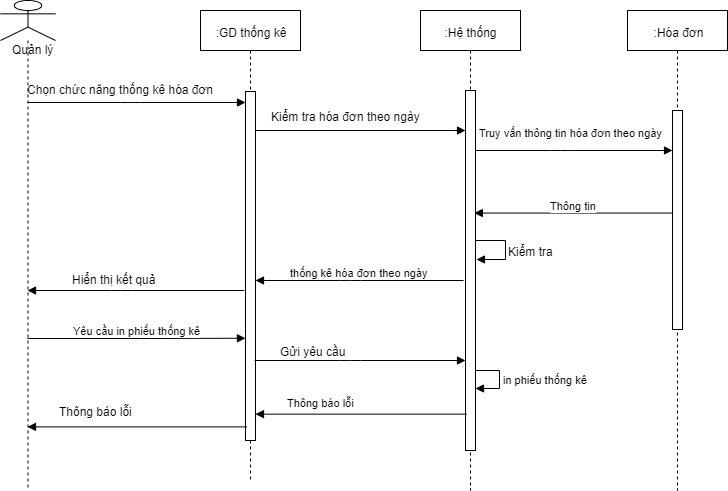 :GD thống kê
:Hệ thống
:Hóa đơn
Quản lý
Chọn chức năng thống kê hóa đơn
Kiểm tra hóa đơn theo ngày
Truy vấn thông tin hóa đơn theo ngày
Thông tin
Kiểm tra
thống kê hóa đơn theo ngày
Hiển thị kết quả
Yêu cầu in phiếu thống kê
Gửi yêu cầu
in phiếu thống kê
Thông báo lỗi
Thông báo lỗi